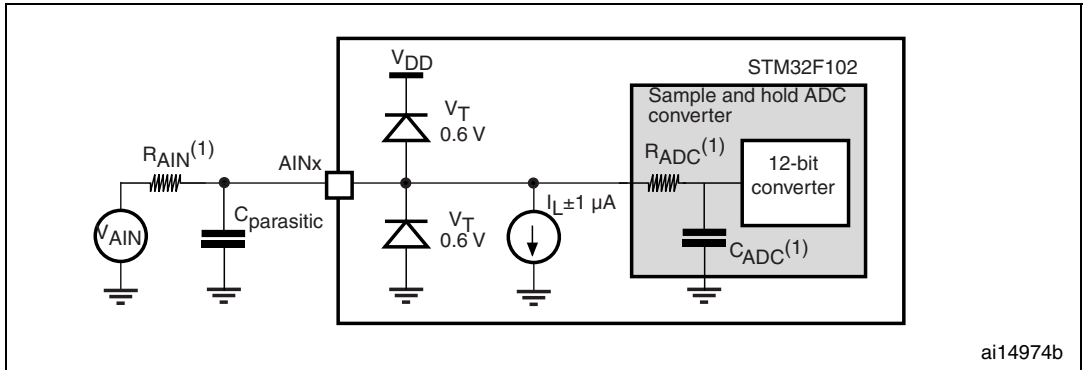 VDD
STM32F102
Sample and hold ADC
converter
VT
0.6 V
RAIN(1)
AINx
RADC(1)
12-bit
converter
IL±1 µA
VT
0.6 V
Cparasitic
VAIN
CADC(1)
ai14974b